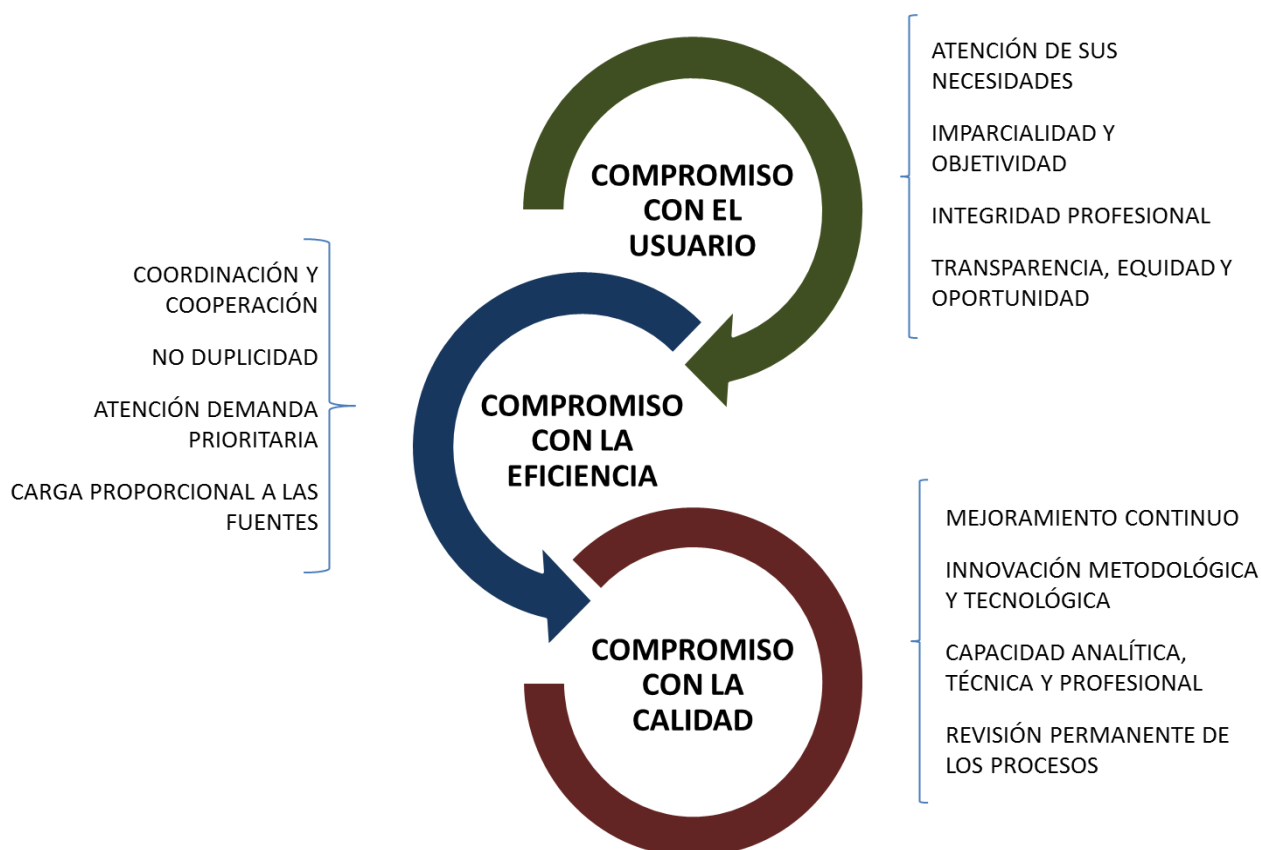 COMPROMISO
CON EL
USUARIO
ATENCIÓN DE SUS
NECESIDADES
IMPARCIALIDAD Y
OBJETIVIDAD
INTEGRIDAD PROFESIONAL
TRANSPARENCIA, EQUIDAD Y
OPORTUNIDAD
COMPROMISO
CON LA
EFICIENCIA
COORDINACIÓN Y
COOPERACIÓN
NO DUPLICIDAD
ATENCIÓN DEMANDA
PRIORITARIA
CARGA PROPORCIONAL A LAS
FUENTES
COMPROMISO
CON LA
CALIDAD
MEJORAMIENTO CONTINUO
INNOVACIÓN METODOLÓGICA
Y TECNOLÓGICA
CAPACIDAD ANALÍTICA,
TÉCNICA Y PROFESIONAL
REVISIÓN PERMANENTE DE
LOS PROCESOS